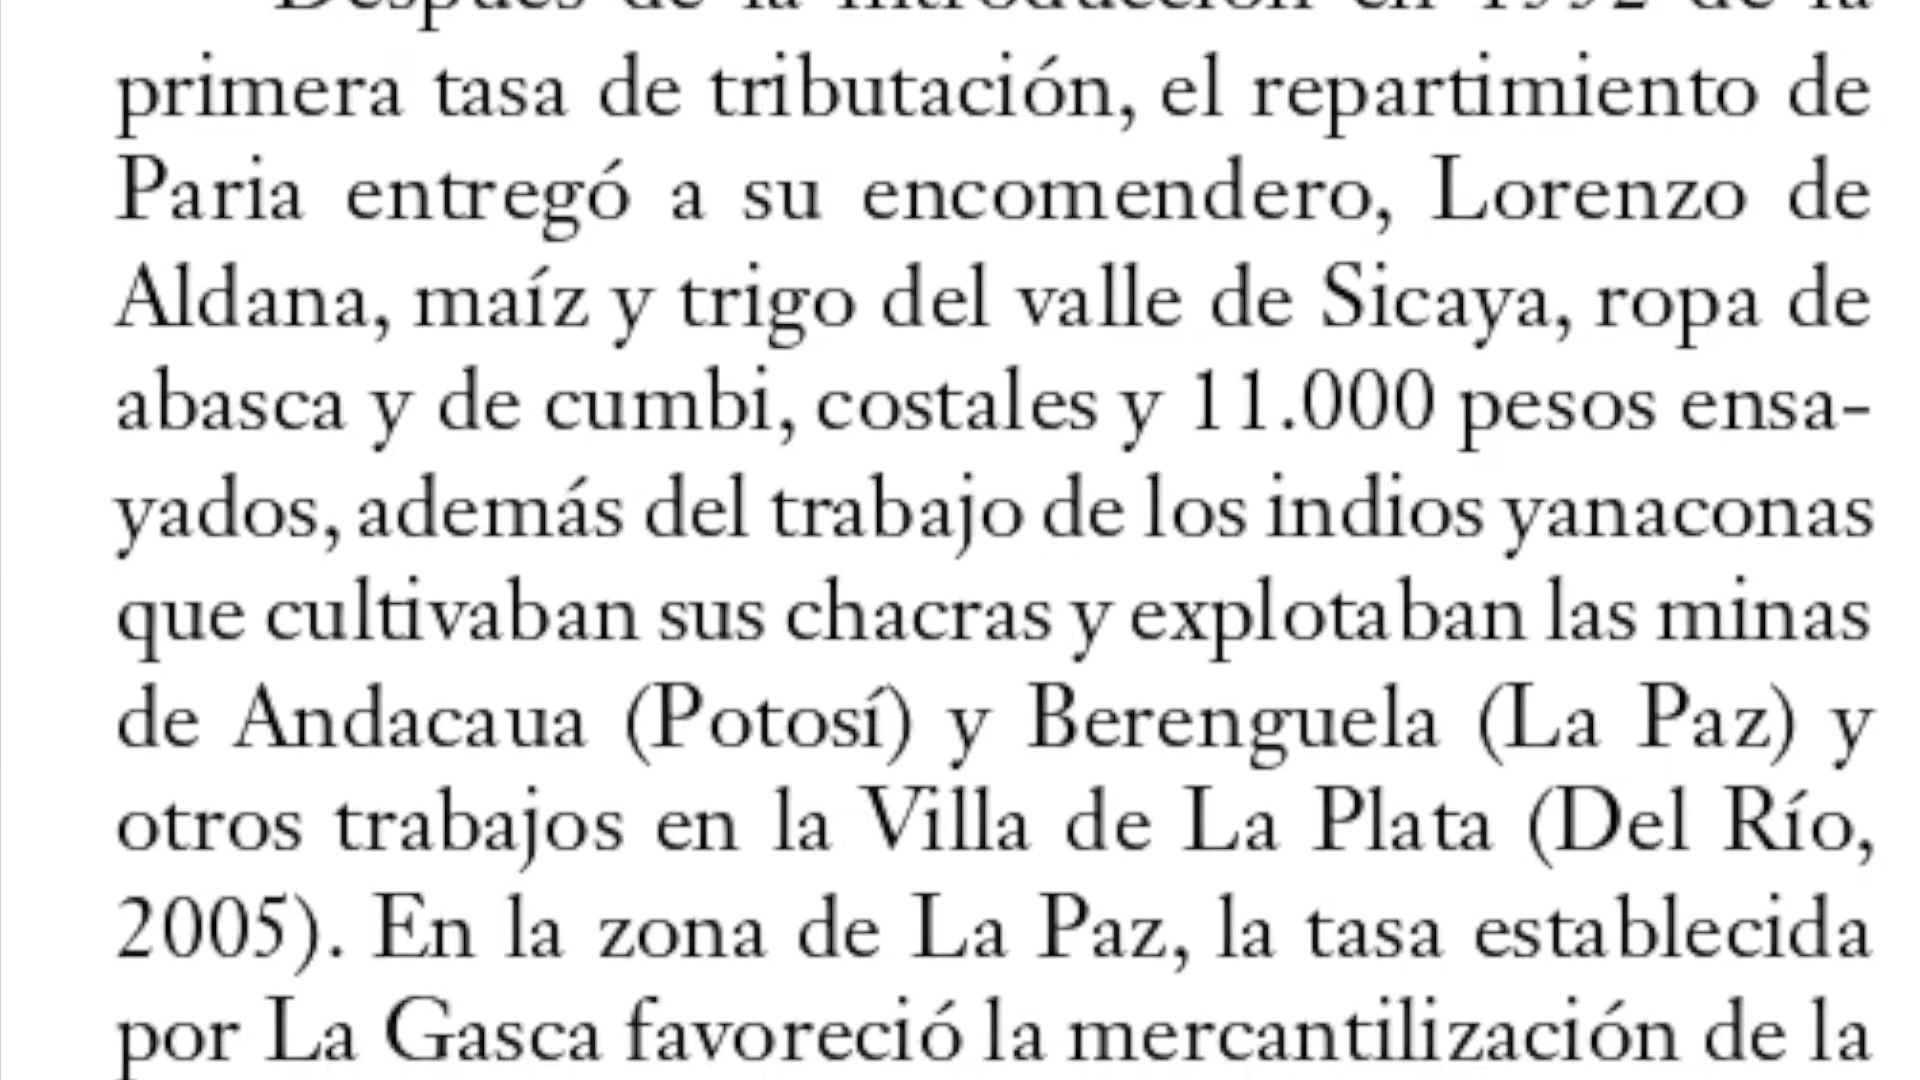 primera tasa de tributación, el repartimiento de
Paria entregó a su encomendero, Lorenzo de
Aldana, maíz y trigo del valle de Sicaya, ropa de
abasca y de cumbi, costales y 11.000 pesos ensa-
yados, además del trabajo de los indios yanaconas
que cultivaban sus chacras y explotaban las minas
de Andacaua (Potosí) y Berenguela (La Paz) y
otros trabajos en la Villa de La Plata (Del Río,
2005). En la zona de La Paz, la tasa establecida
por La Gasca favoreció la mercantilización de la